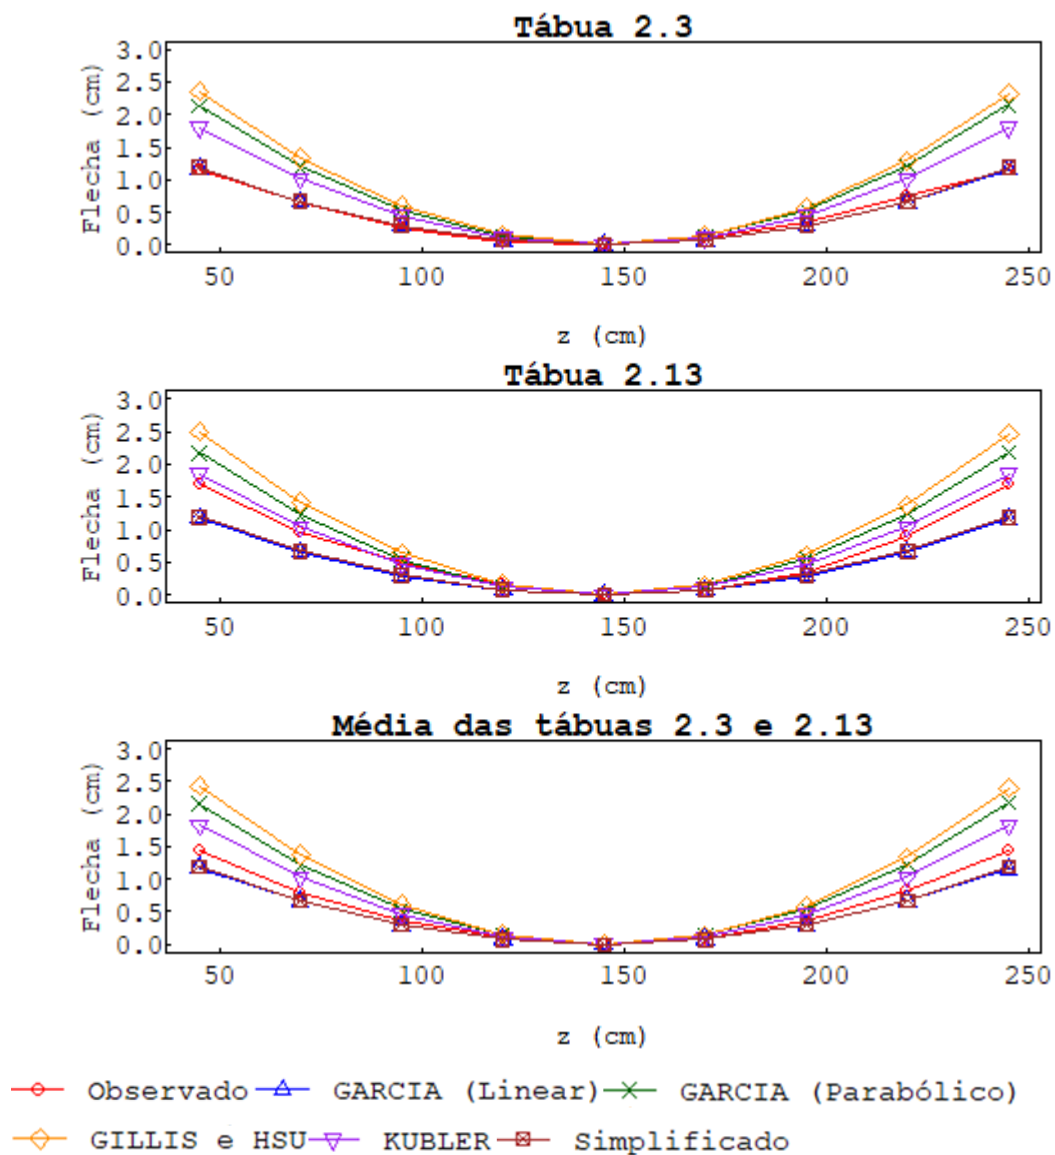 Tábua 2.3
Flecha (cm)
3.0
2.5
2.0
1.5
1.0
0.5
0.0
50 100 150 200 250
z (cm)
Tábua 2.13
Flecha (cm)
3.0
2.5
2.0
1.5
1.0
0.5
0.0
50 100 150 200 250
z (cm)
Média das tábuas 2.3 e 2.13
Flecha (cm)
3.0
2.5
2.0
1.5
1.0
0.5
0.0
50 100 150 200 250
z (cm)
Observado GARCIA (Linear) GARCIA (Parabólico)
GILLIS e HSU KUBLER Simplificado